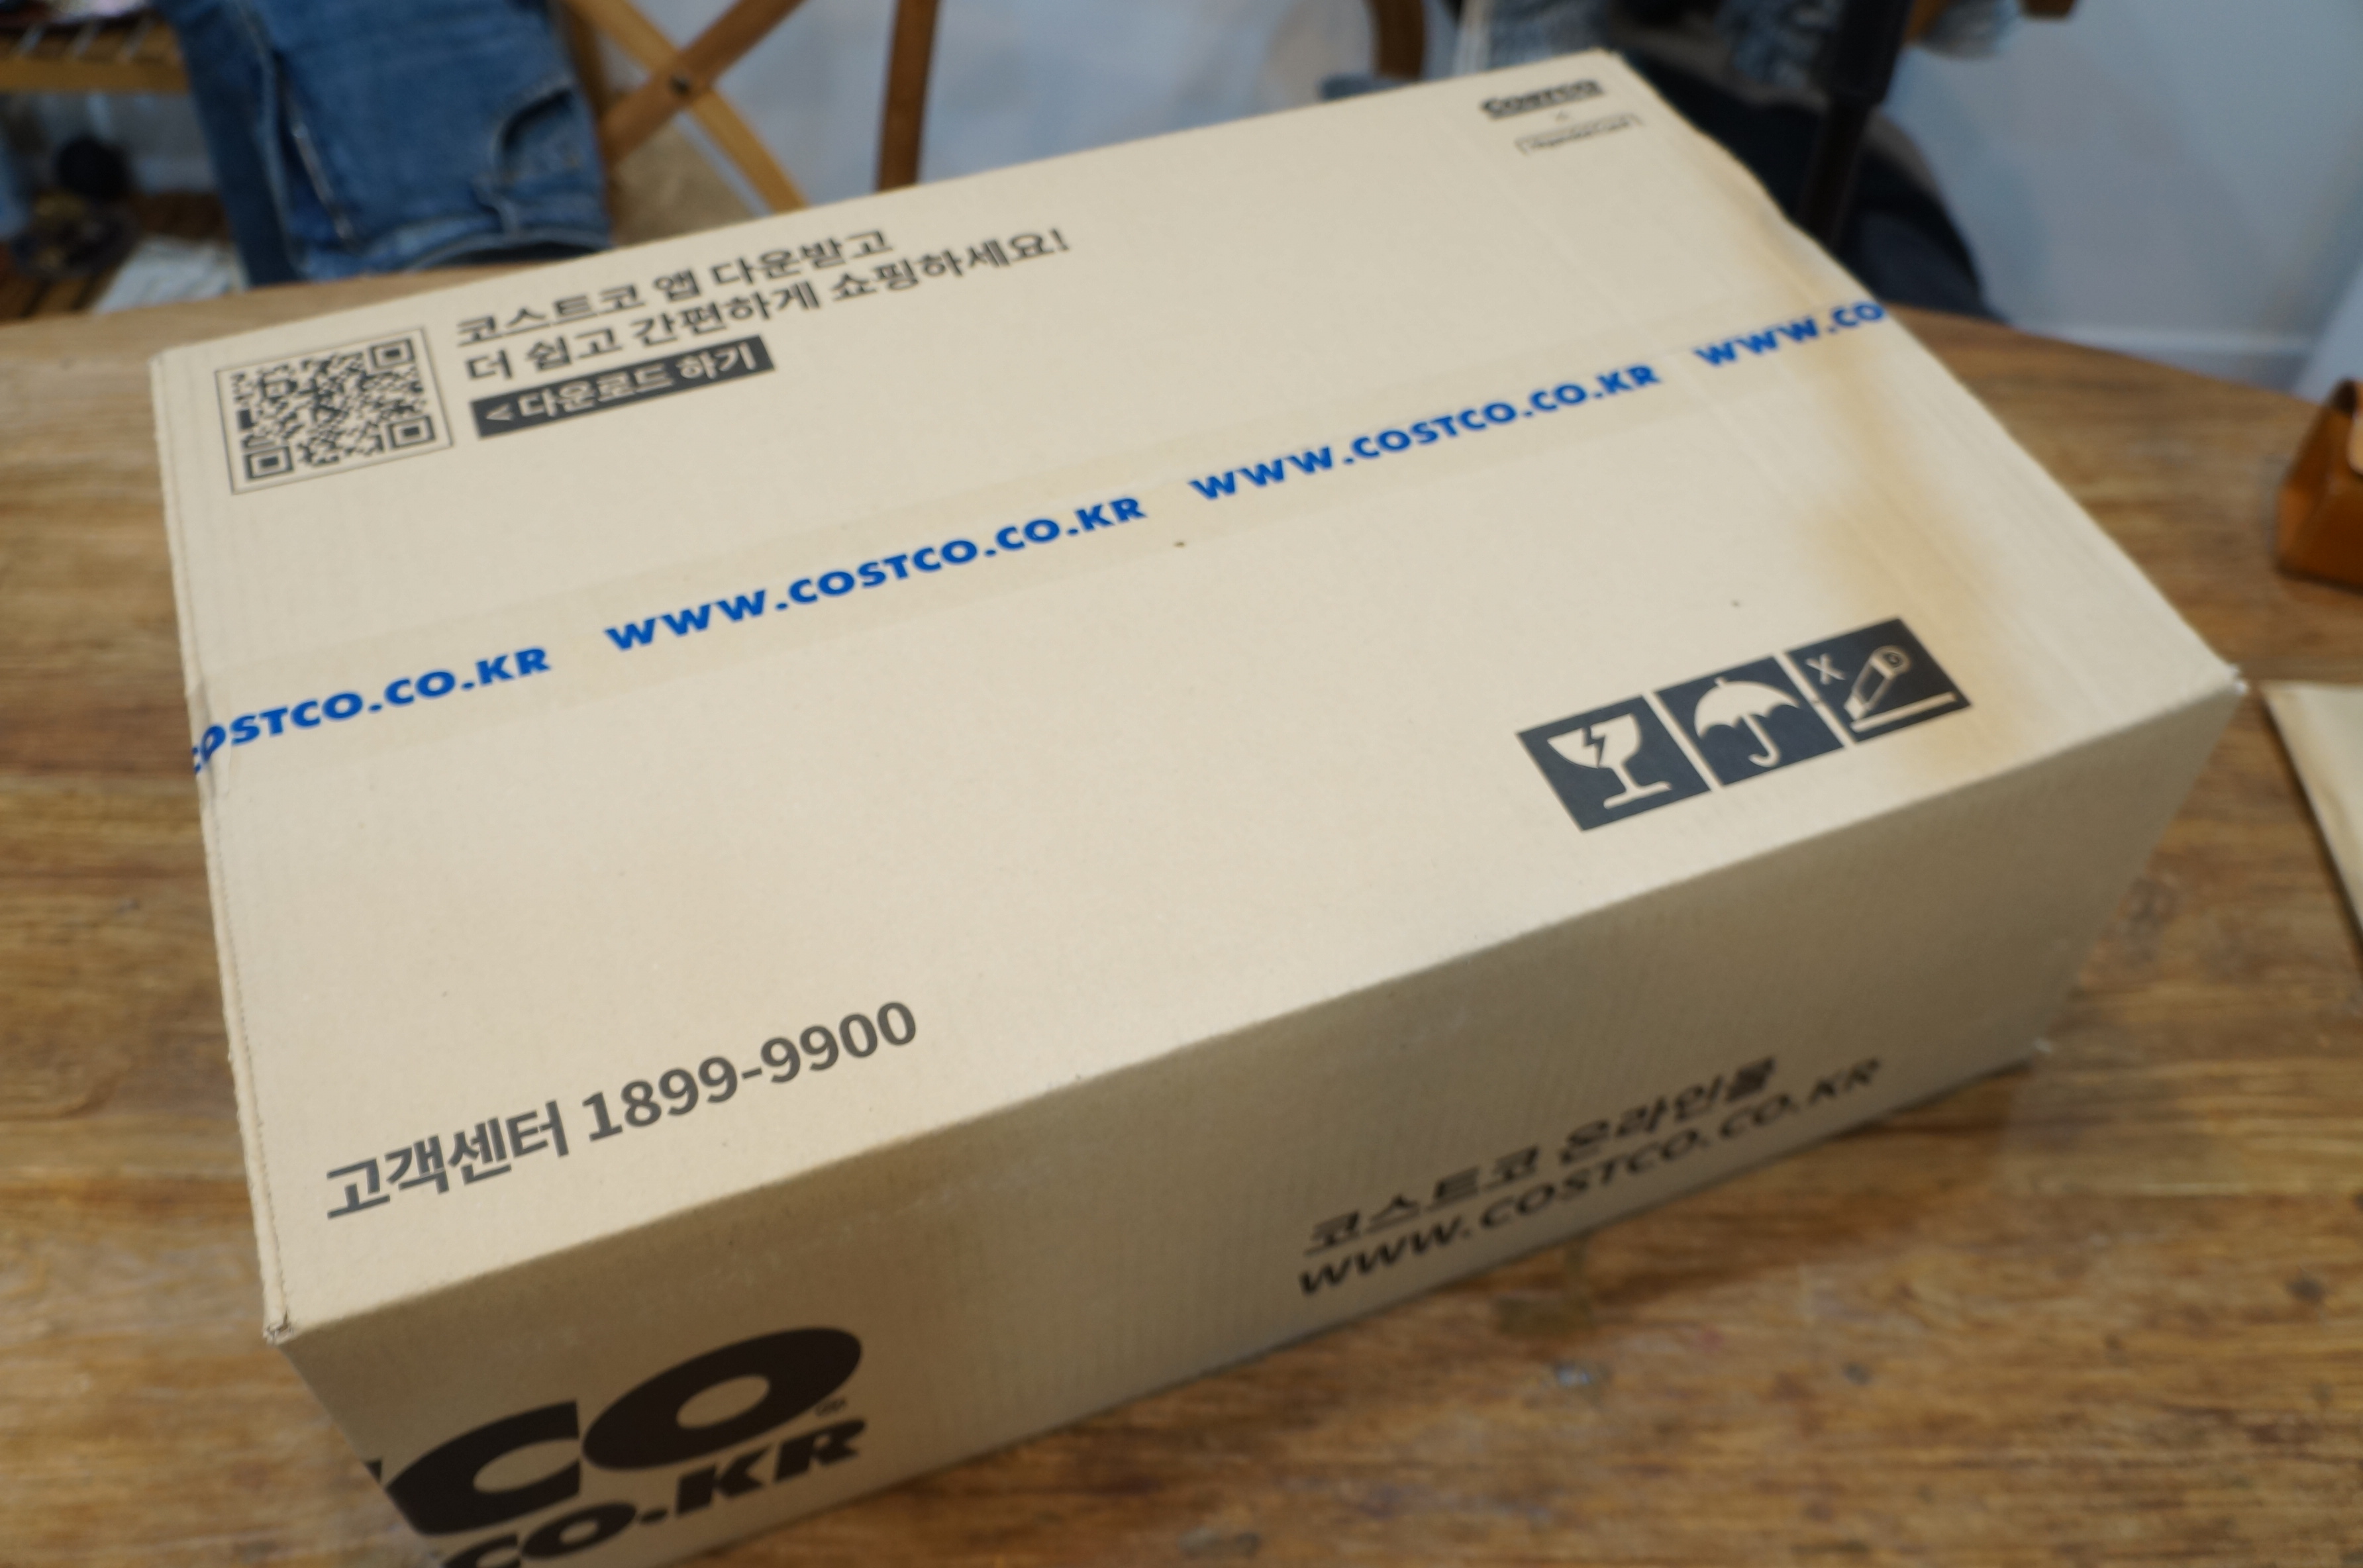 Costco
코스트코 앱 다운받고
더 쉽고 간편하게 쇼핑하세요!
<다운로드 하기
OSTCO.CO.KR WWW.COSTCO.CO.KR WWW.COSTCO.CO.KR WWW.CO
X
고객센터 1899-9900
코스트코 온라인몰
WWW.COSTCO.CO.KR
CO
CO.KR